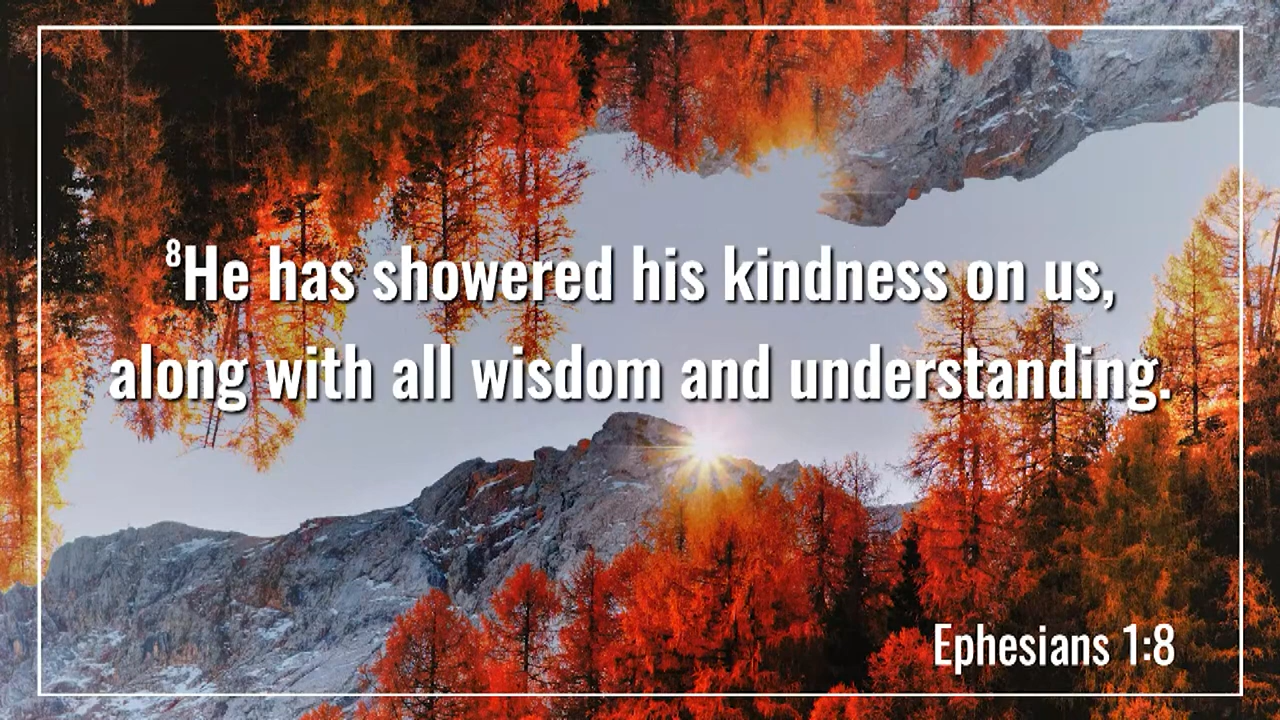 ⁸He has showered his kindness on us,
along with all wisdom and understanding.
Ephesians 1:8